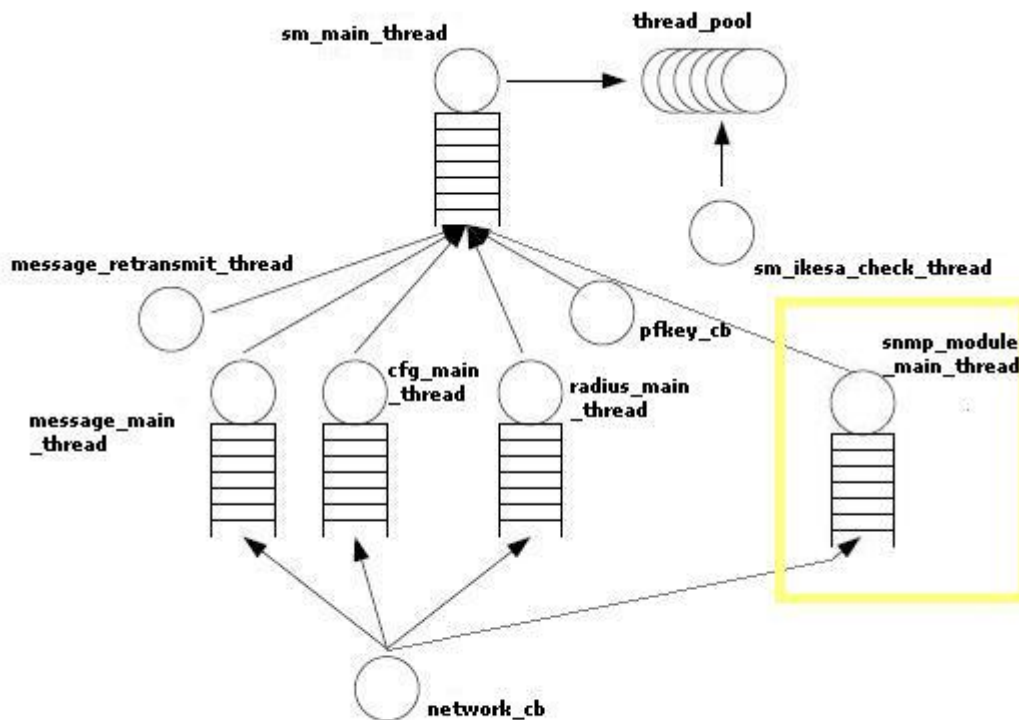 thread_pool
sm_main_thread
message_retransmit_thread
sm_ikesa_check_thread
pfkey_cb
snmp_module
_main_thread
cfg_main
_thread
radius_main
_thread
message_main
_thread
network_cb